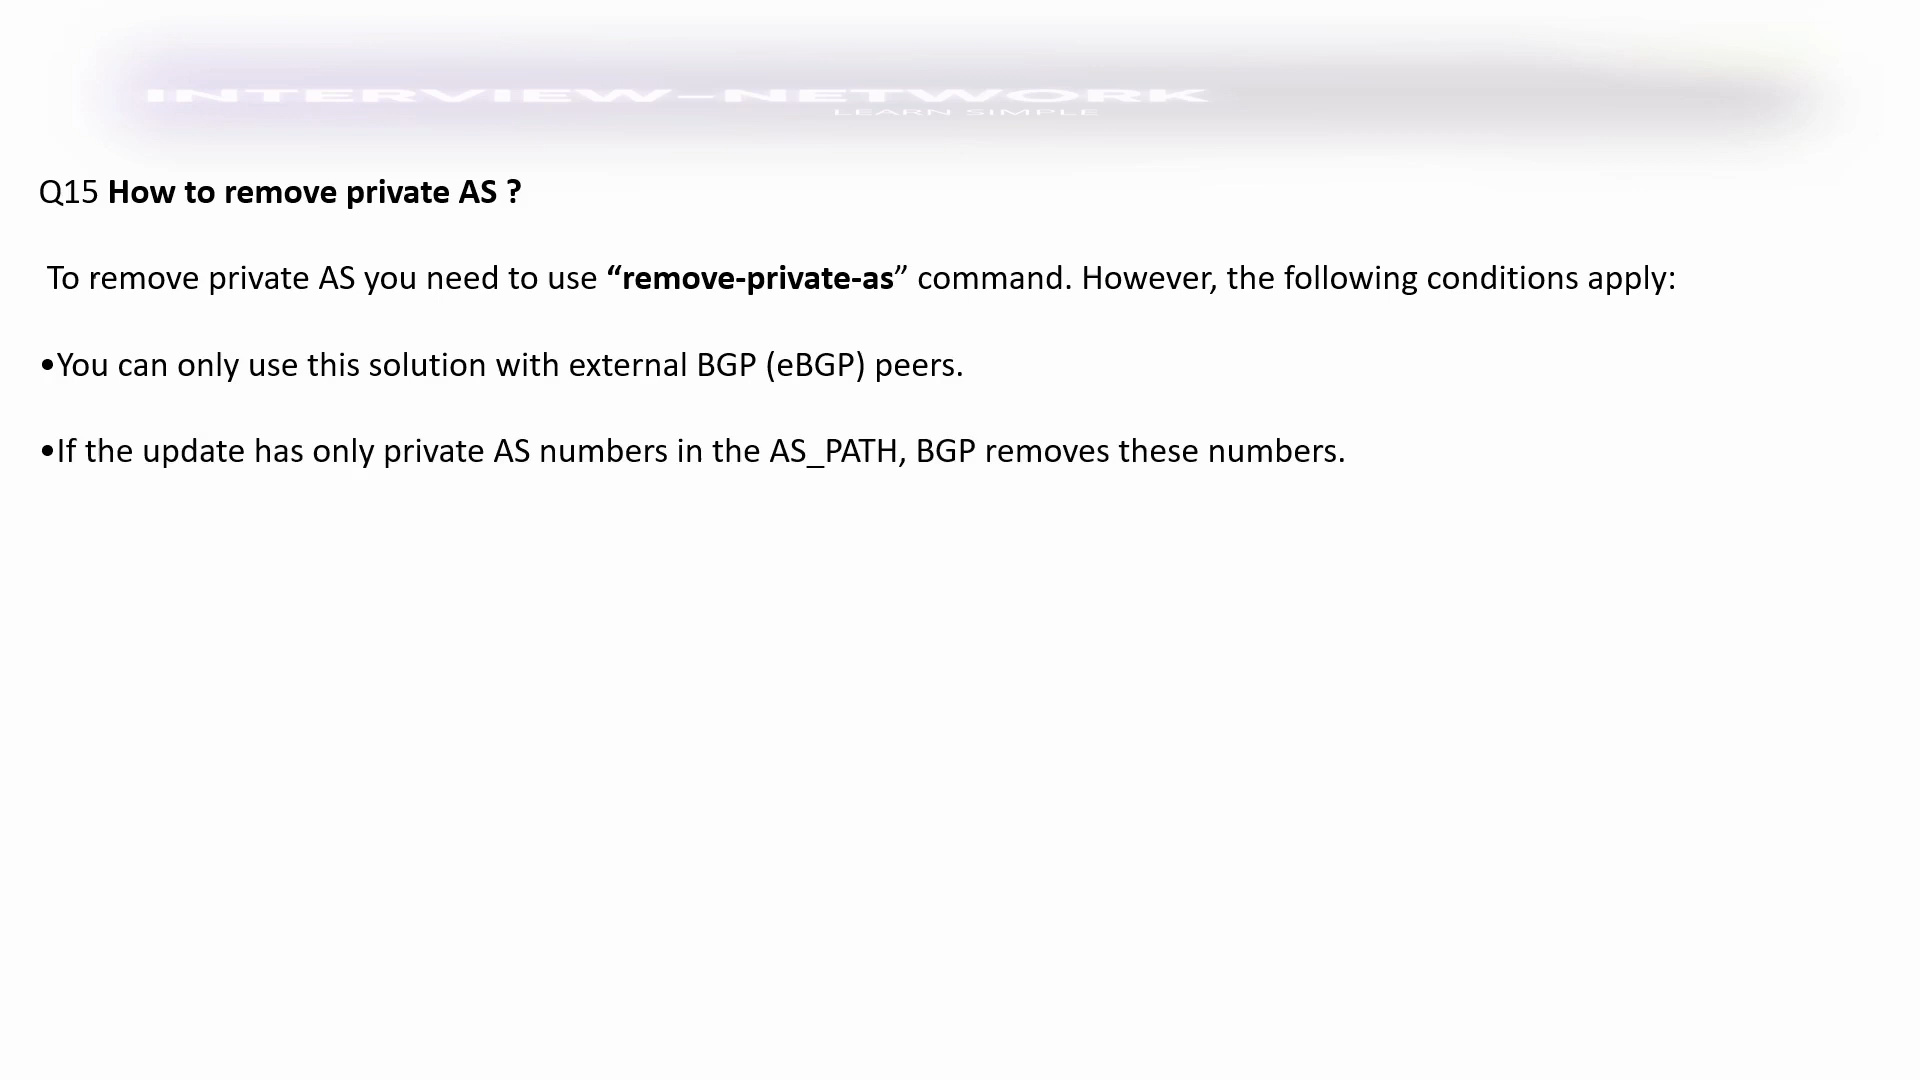 INTERVIEW-NETWORK
LEARN SIMPLE
Q15 How to remove private AS ?
To remove private AS you need to use “remove-private-as” command. However, the following conditions apply:
•You can only use this solution with external BGP (eBGP) peers.
•If the update has only private AS numbers in the AS_PATH, BGP removes these numbers.